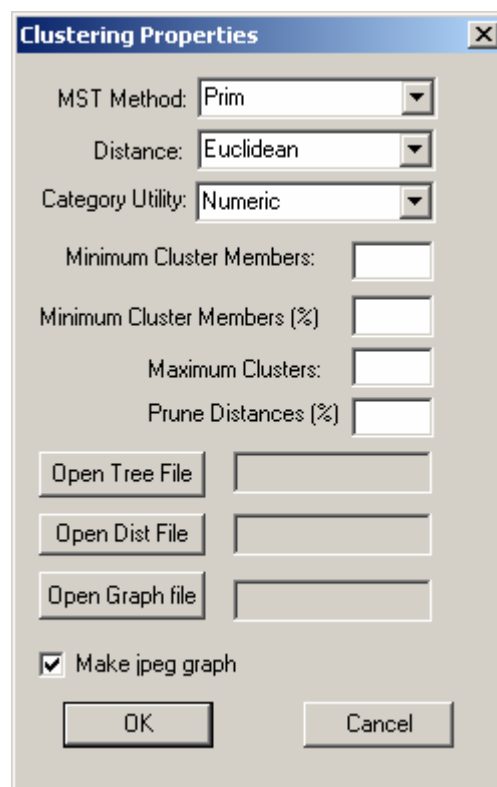 Clustering Properties
MST Method: Prim
Distance: Euclidean
Category Utility: Numeric
Minimum Cluster Members:
Minimum Cluster Members (%)
Maximum Clusters:
Prune Distances (%)
Open Tree File
Open Dist File
Open Graph file
Make jpeg graph
OK Cancel